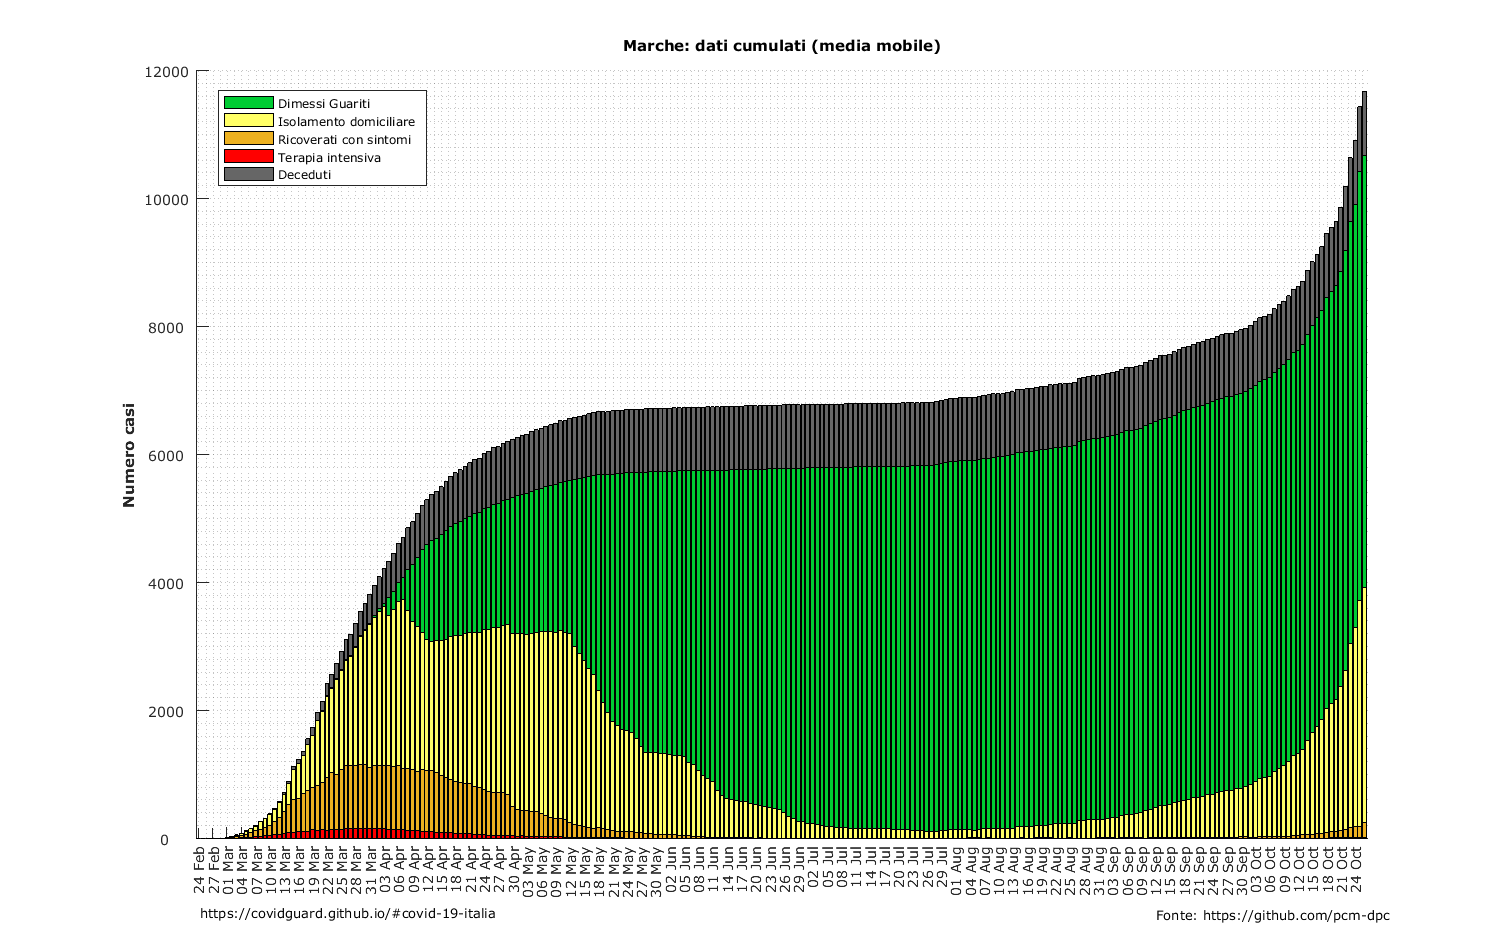 Marche: dati cumulati (media mobile)
12000
10000
8000
6000
4000
2000
0
Numero casi
Dimessi Guariti
Isolamento domiciliare
Ricoverati con sintomi
Terapia intensiva
Deceduti
24 Feb
27 Feb
01 Mar
04 Mar
07 Mar
10 Mar
13 Mar
16 Mar
19 Mar
22 Mar
25 Mar
28 Mar
31 Mar
03 Apr
06 Apr
09 Apr
12 Apr
15 Apr
18 Apr
21 Apr
24 Apr
27 Apr
30 Apr
03 May
06 May
09 May
12 May
15 May
18 May
21 May
24 May
27 May
30 May
02 Jun
05 Jun
08 Jun
11 Jun
14 Jun
17 Jun
20 Jun
23 Jun
26 Jun
29 Jun
02 Jul
05 Jul
08 Jul
11 Jul
14 Jul
17 Jul
20 Jul
23 Jul
26 Jul
29 Jul
01 Aug
04 Aug
07 Aug
10 Aug
13 Aug
16 Aug
19 Aug
22 Aug
25 Aug
28 Aug
31 Aug
03 Sep
06 Sep
09 Sep
12 Sep
15 Sep
18 Sep
21 Sep
24 Sep
27 Sep
30 Sep
03 Oct
06 Oct
09 Oct
12 Oct
15 Oct
18 Oct
21 Oct
24 Oct
https://covidguard.github.io/#covid-19-italia
Fonte: https://github.com/pcm-dpc